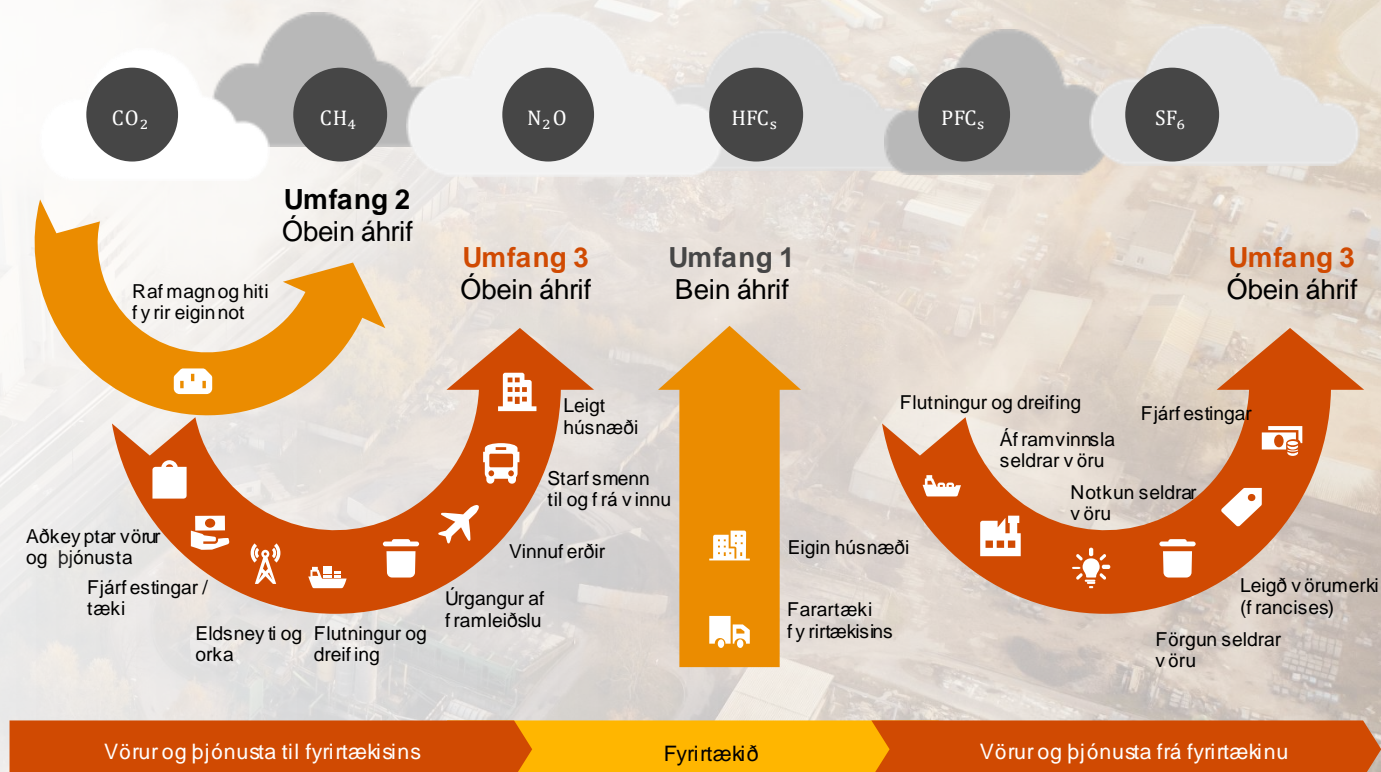 CO₂
CH₄
N₂O
HFCₛ
PFCₛ
SF₆
Umfang 2
Óbein áhrif
Rafmagn og hiti
fyrir eigin not
Umfang 3
Óbein áhrif
Leigt
húsnæði
Starfsmenn
til og frá vinnu
Vinnuferðir
Úrgangur af
framleiðslu
Flutningur og
dreifing
Eldsneyti og
orka
Fjárfestingar /
tæki
Aðkeyptar vörur
og þjónusta
Umfang 1
Bein áhrif
Eigin húsnæði
Farartæki
fyrirtækisins
Umfang 3
Óbein áhrif
Flutningur og dreifing
Áframvinnsla
seldrar vöru
Notkun seldrar
vöru
Fjárfestingar
Leigð vörumerki
(francises)
Förgun seldrar
vöru
Vörur og þjónusta til fyrirtækisins
Fyrirtækið
Vörur og þjónusta frá fyrirtækinu